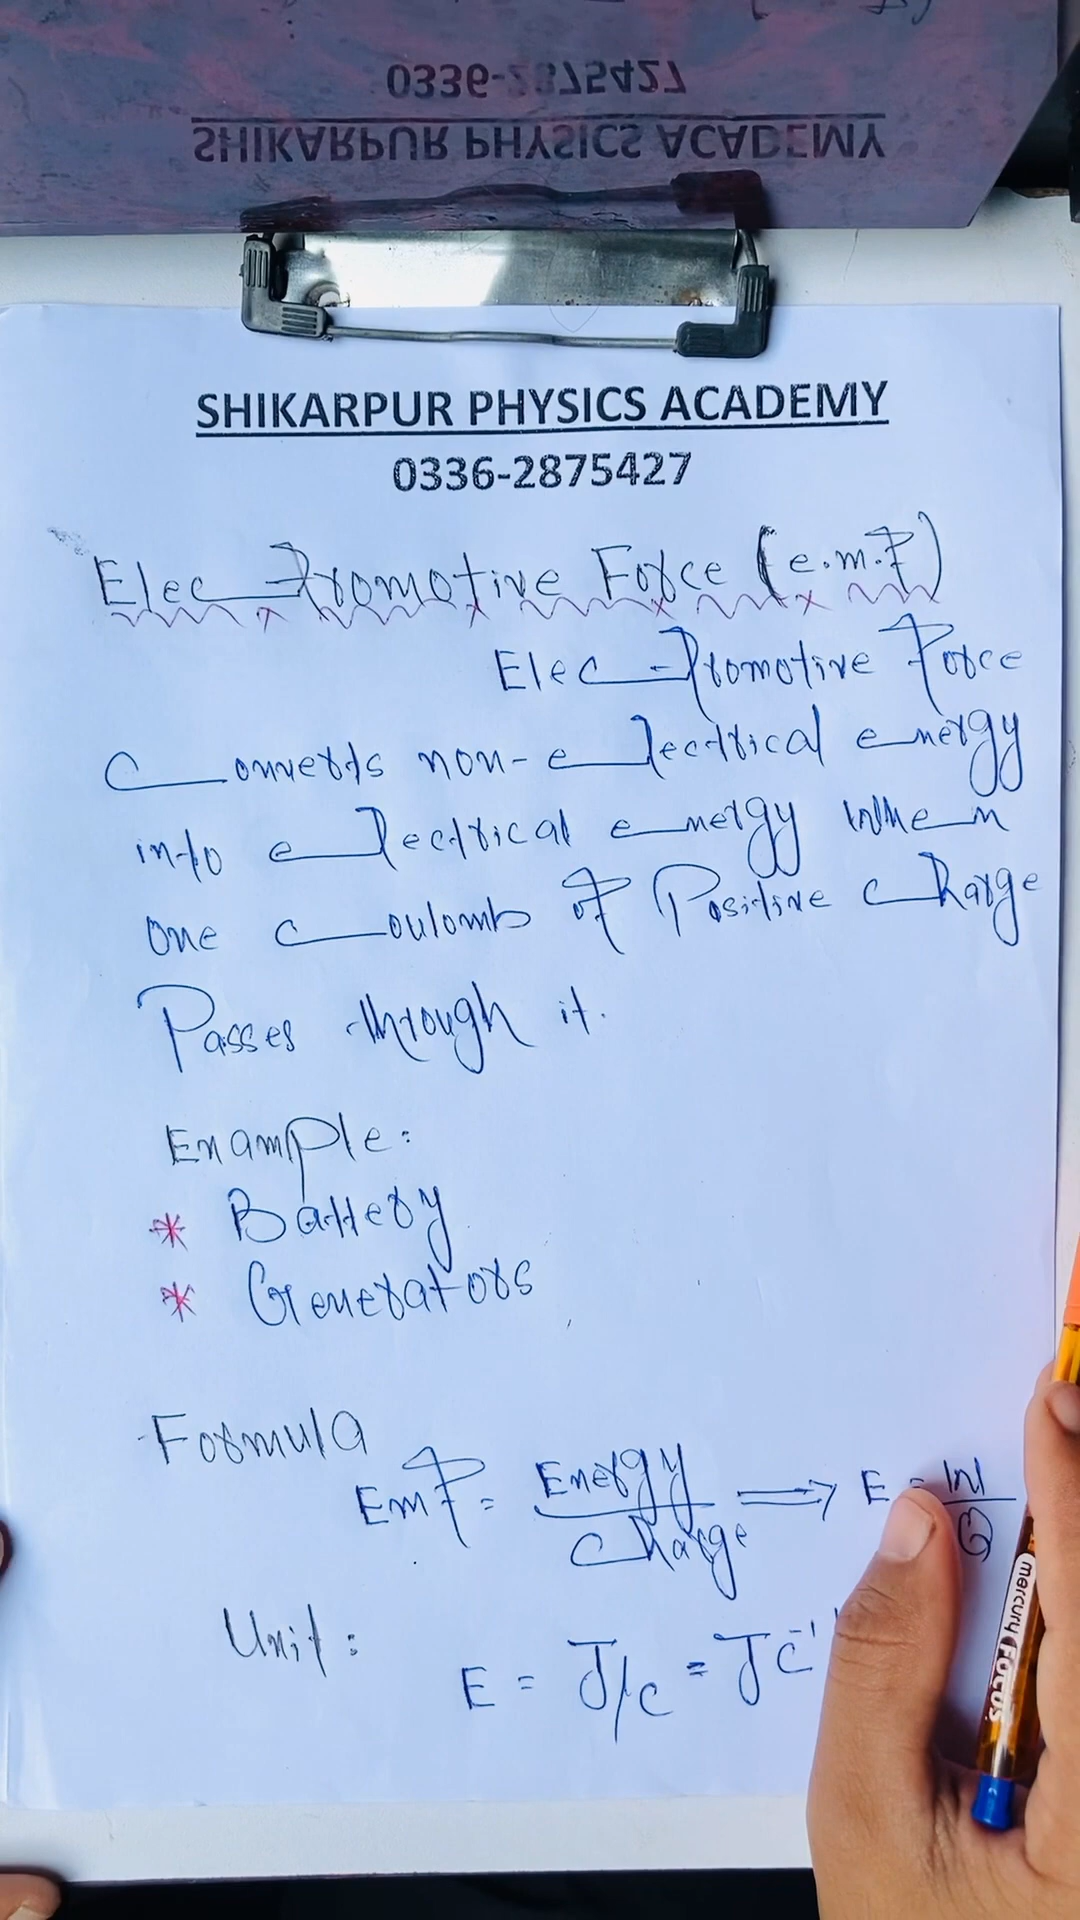 0336-2875427
SHIKARPUR PHYSICS ACADEMY
SHIKARPUR PHYSICS ACADEMY
0336-2875427
Electromotive Force (e.m.f)
Electromotive Force
Converts non-electrical energy
into electrical energy when
one coulomb of Positive charge
Passes through it.
Example:
* Battery
* Generators
Formula
Emf = Energy / Charge ⟹ E = W / Q
Unit:
E = J/C = JC⁻¹
mercury Focus